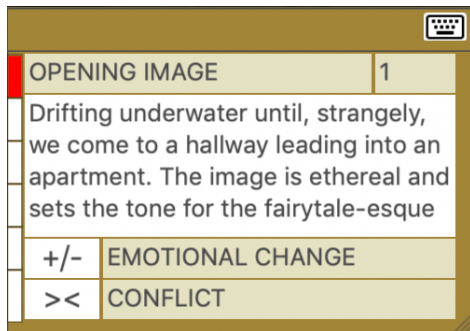 OPENING IMAGE 1
Drifting underwater until, strangely,
we come to a hallway leading into an
apartment. The image is ethereal and
sets the tone for the fairytale-esque
+/- EMOTIONAL CHANGE
>< CONFLICT